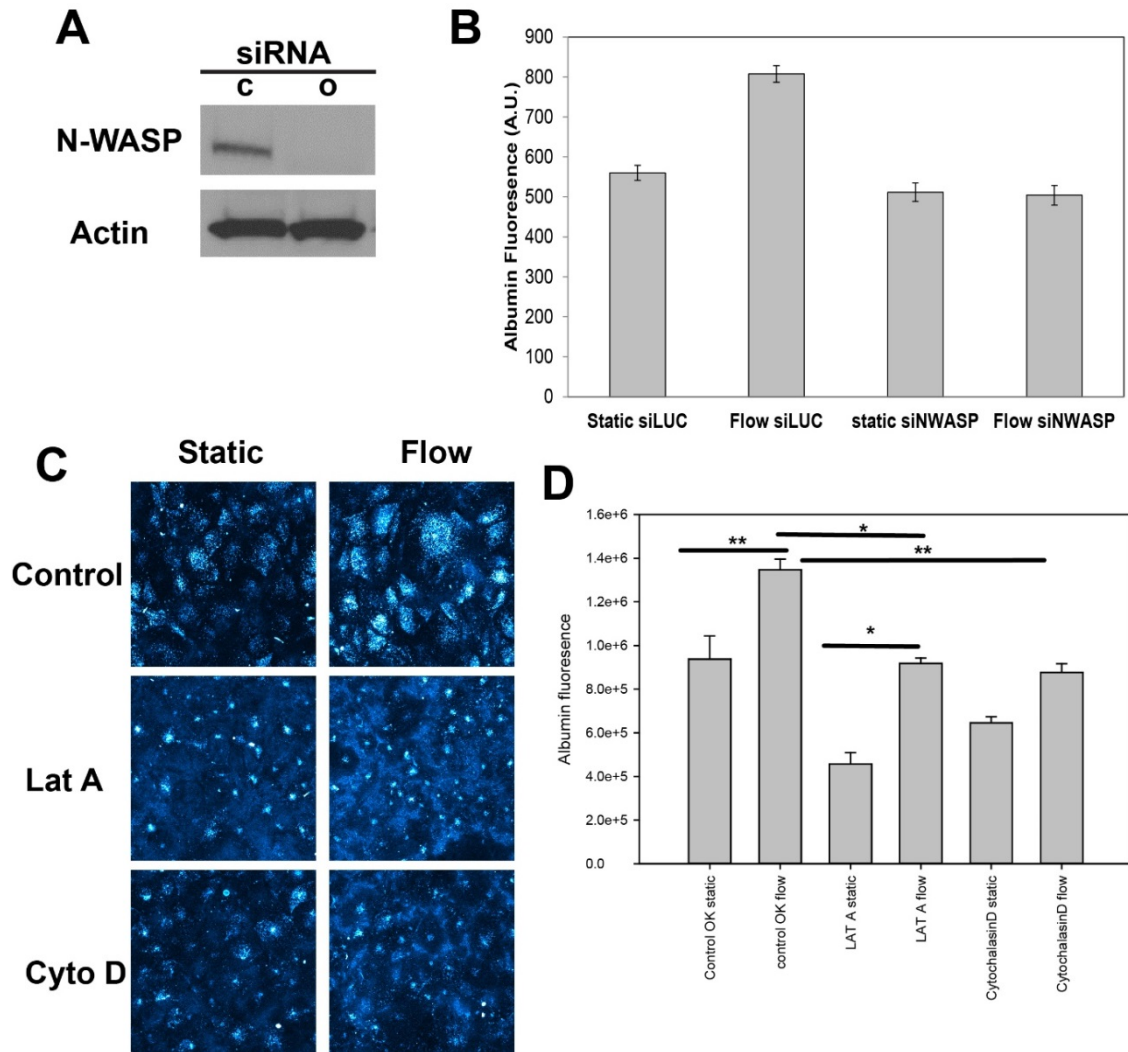 A
siRNA
c o
N-WASP
Actin
B
Albumin Fluoresence (A.U.)
900
800
700
600
500
400
300
200
100
0
Static siLUC
Flow siLUC
static siNWASP
Flow siNWASP
C
Static Flow
Control
Lat A
Cyto D
D
Albumin fluoresence
1.6e+6
1.4e+6
1.2e+6
1.0e+6
8.0e+5
6.0e+5
4.0e+5
2.0e+5
0.0
**
*
**
*
Control OK static
control OK flow
LAT A static
LAT A flow
CytochalasinD static
CytochalasinD flow